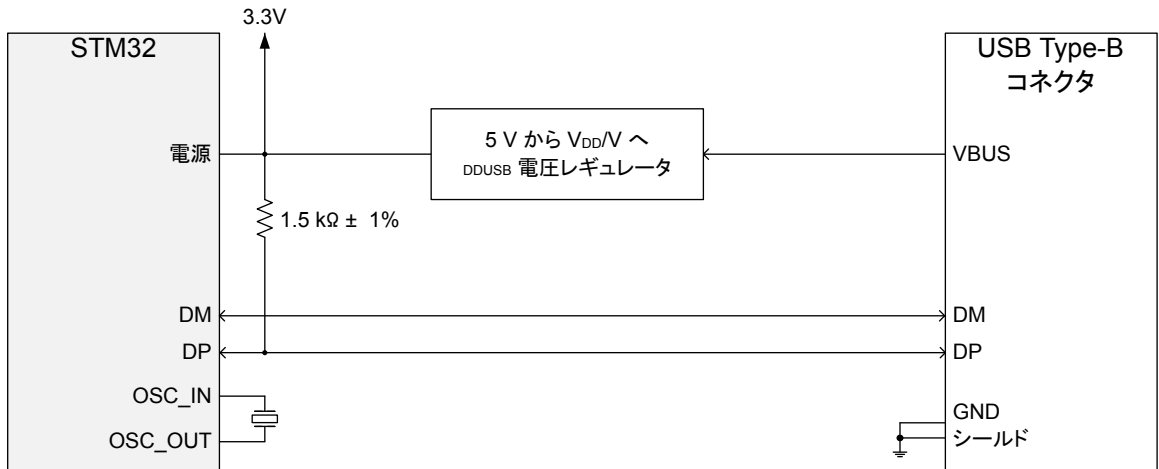 3.3V
STM32
USB Type-B
コネクタ
5 V から VDD/V へ
DDUSB 電圧レギュレータ
電源
VBUS
1.5 kΩ ± 1%
DM
DM
DP
DP
OSC_IN
OSC_OUT
GND
シールド